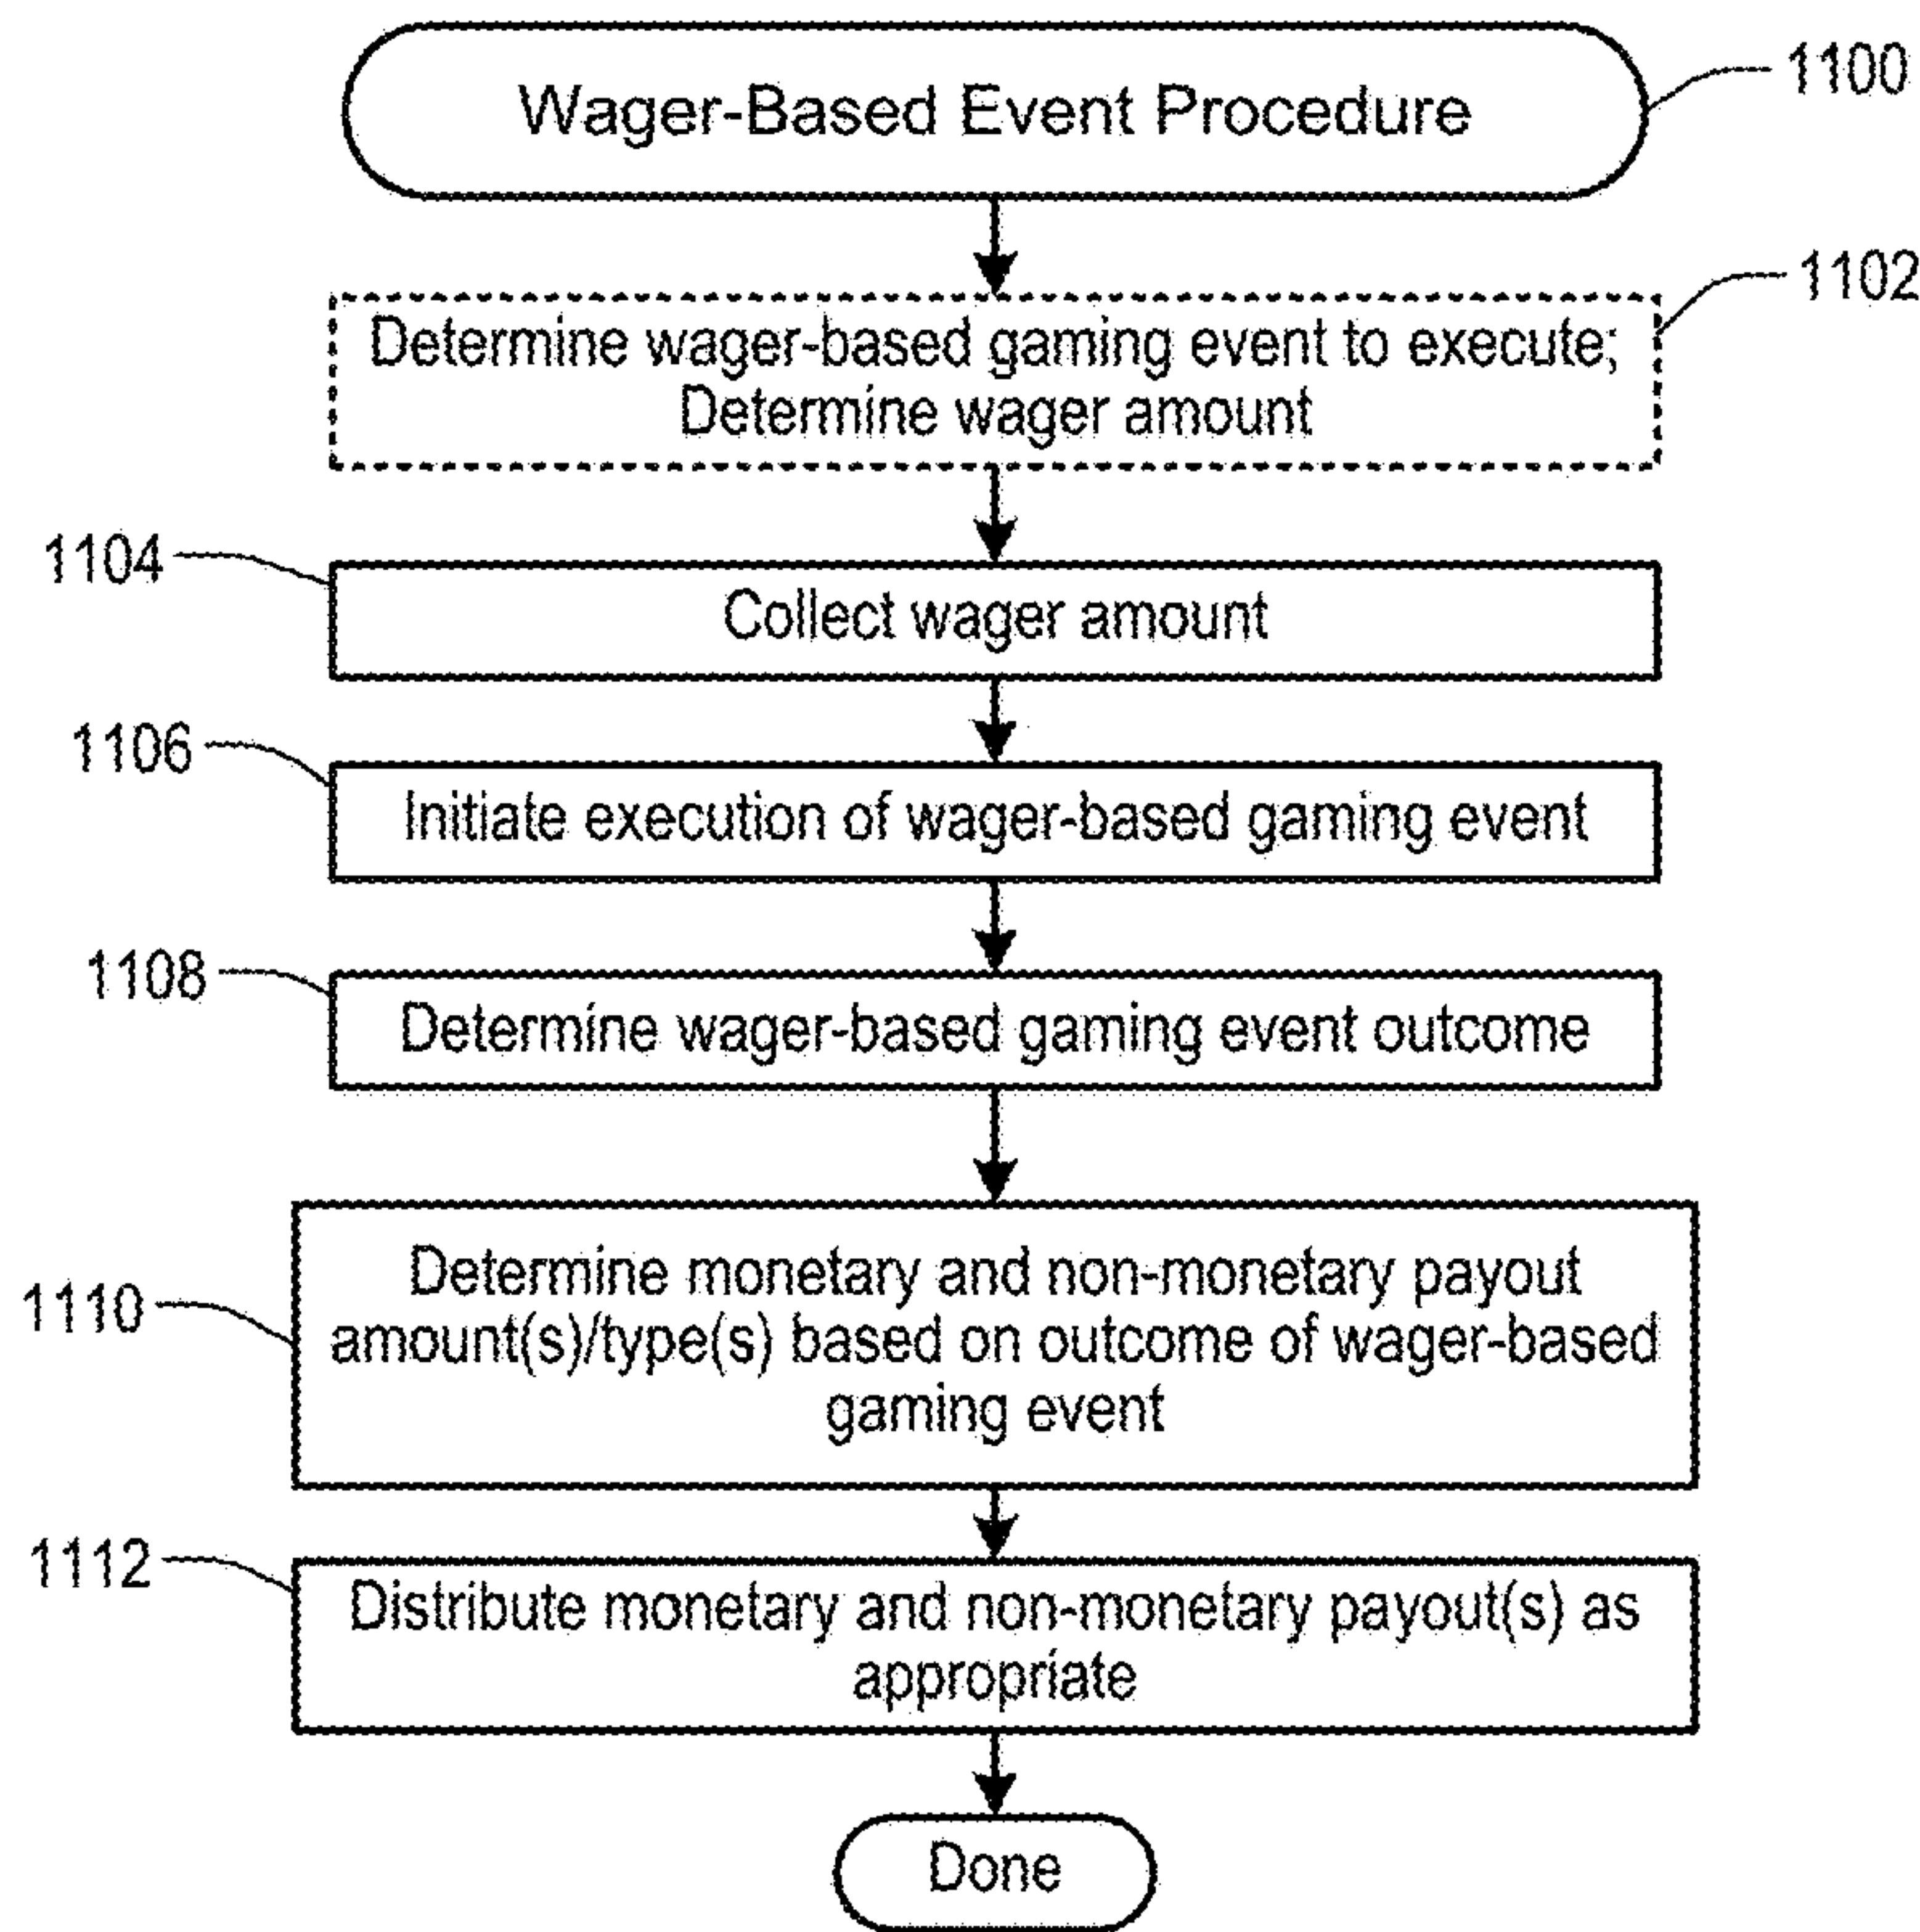 Wager-Based Event Procedure
1100
1102
Determine wager-based gaming event to execute;
Determine wager amount
1104
Collect wager amount
1106
Initiate execution of wager-based gaming event
1108
Determine wager-based gaming event outcome
1110
Determine monetary and non-monetary payout
amount(s)/type(s) based on outcome of wager-based
gaming event
1112
Distribute monetary and non-monetary payout(s) as
appropriate
Done